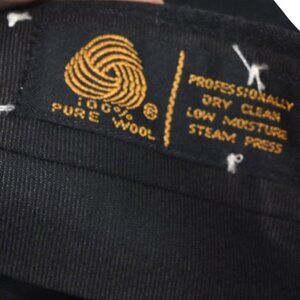 100%
PURE WOOL ®
PROFESSIONALLY
DRY CLEAN
LOW MOISTURE
STEAM PRESS